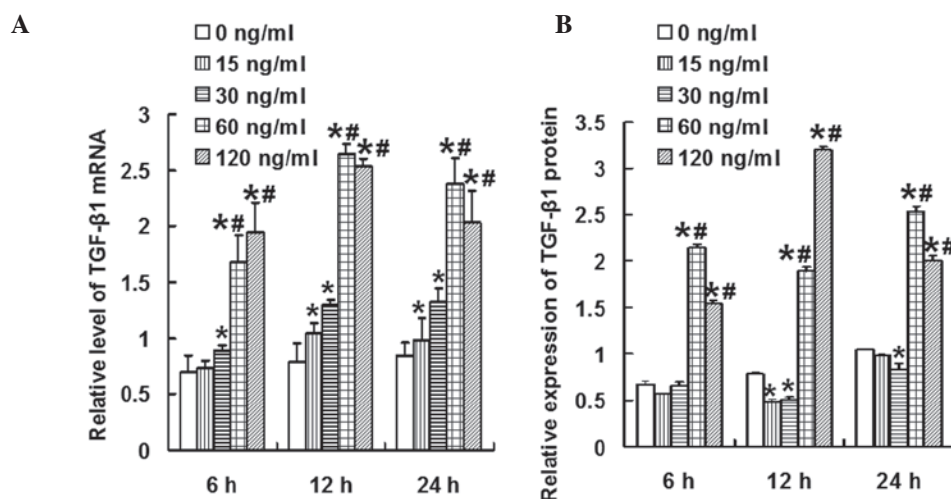 A
0 ng/ml
15 ng/ml
30 ng/ml
60 ng/ml
120 ng/ml
Relative level of TGF-β1 mRNA
3
2.5
2
1.5
1
0.5
0
* *# *#
* * *# *#
* * *# *#
6 h 12 h 24 h
B
0 ng/ml
15 ng/ml
30 ng/ml
60 ng/ml
120 ng/ml
Relative expression of TGF-β1 protein
3.5
3
2.5
2
1.5
1
0.5
0
*# *#
* * *# *#
* *# *#
6 h 12 h 24 h